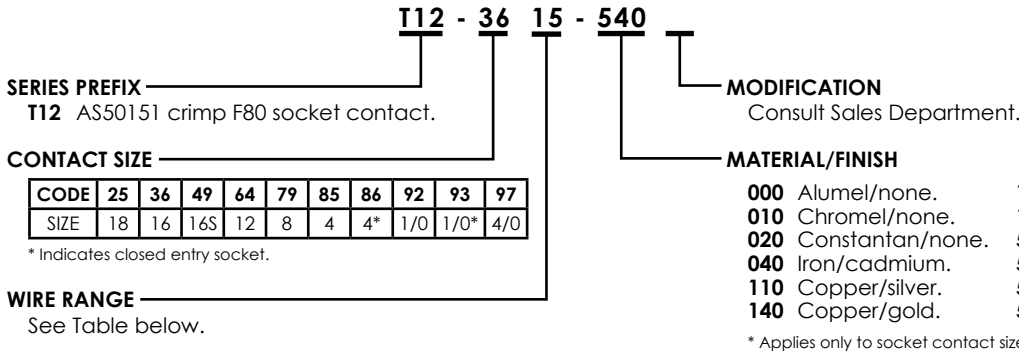 T12 - 36 15 - 540
SERIES PREFIX
T12 AS50151 crimp F80 socket contact.
CONTACT SIZE
CODE 25 36 49 64 79 85 86 92 93 97
SIZE 18 16 16S 12 8 4 4* 1/0 1/0* 4/0
* Indicates closed entry socket.
WIRE RANGE
See Table below.
MODIFICATION
Consult Sales Department.
MATERIAL/FINISH
000 Alumel/none.
010 Chromel/none.
020 Constantan/none.
040 Iron/cadmium.
110 Copper/silver.
140 Copper/gold.
* Applies only to socket contact